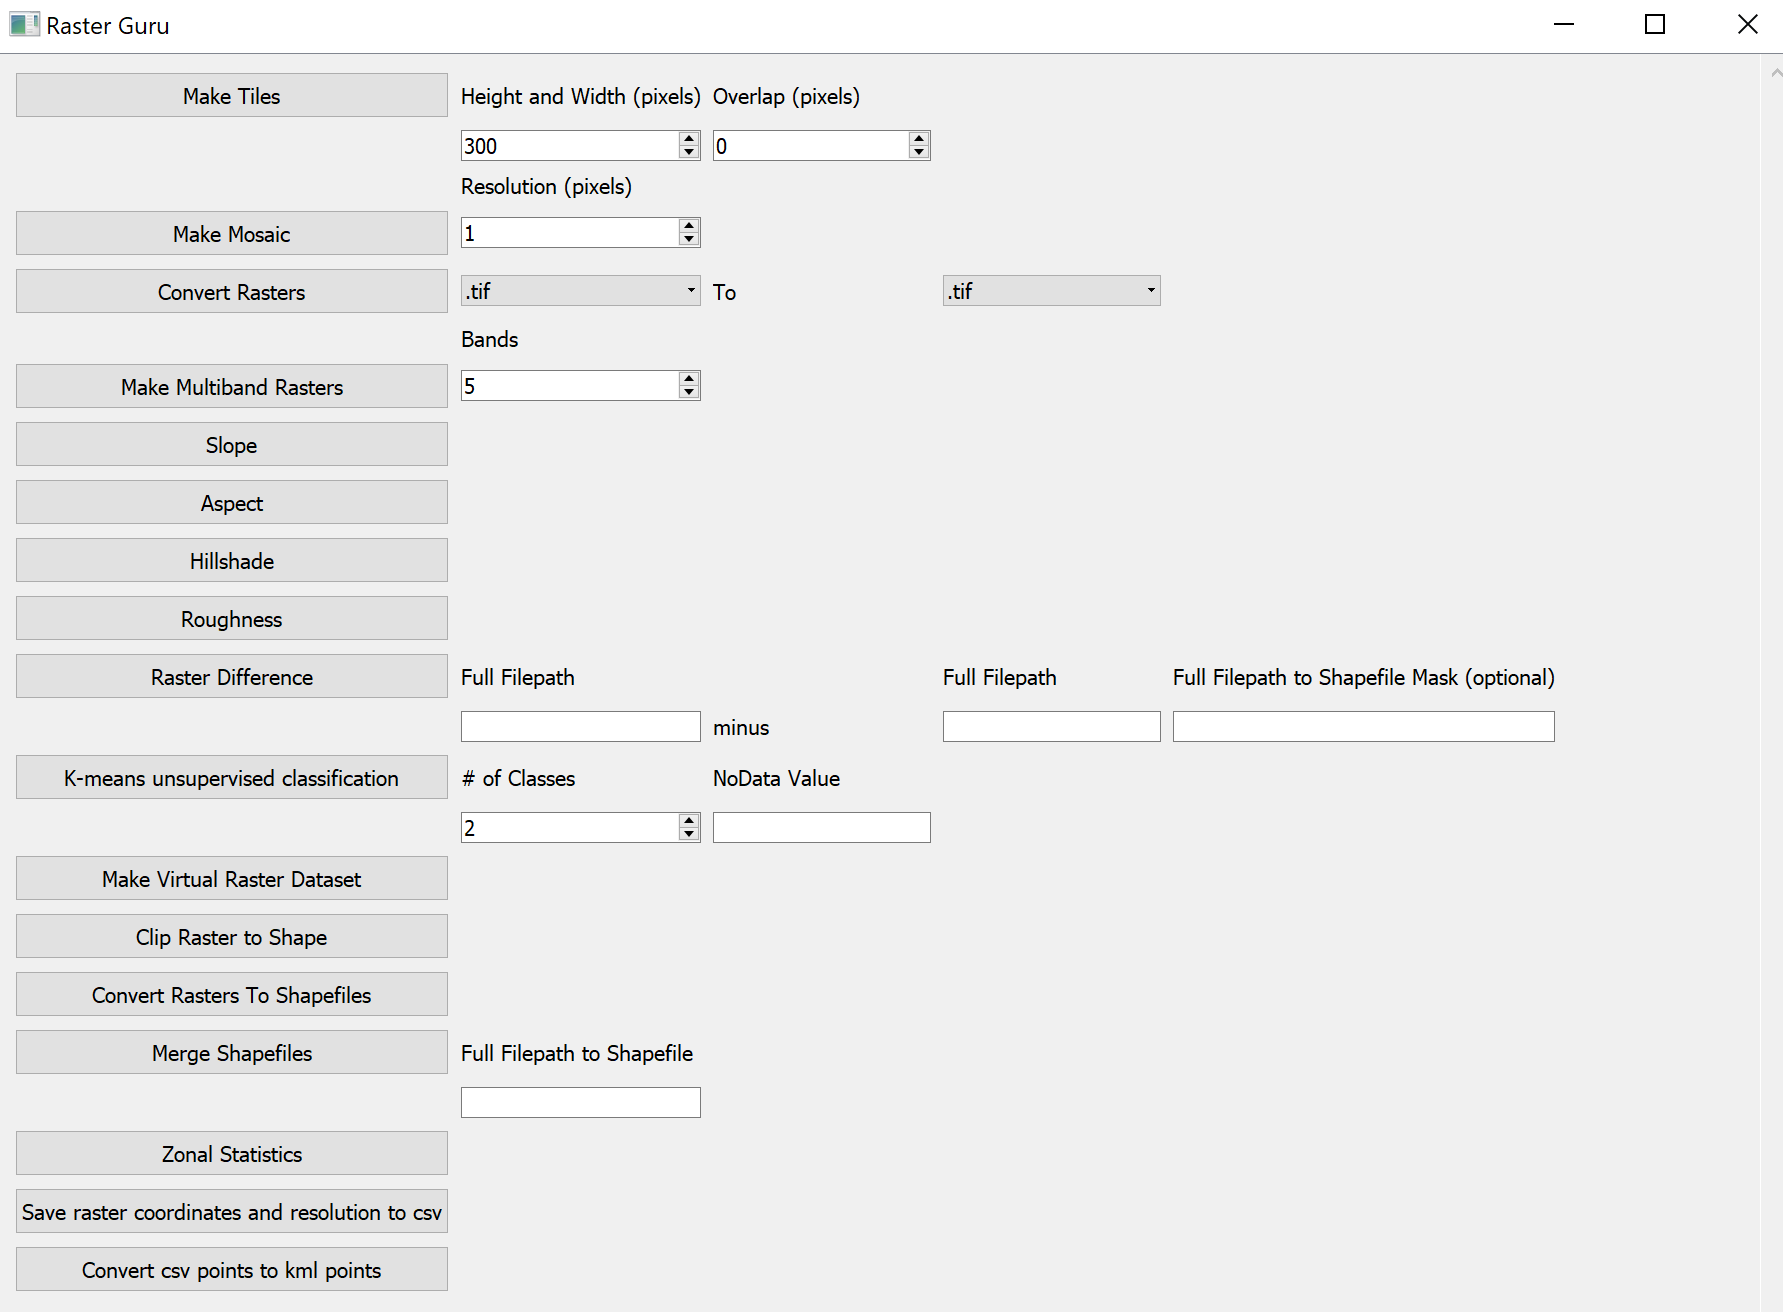 Raster Guru
Make Tiles Height and Width (pixels) Overlap (pixels)
300 0
Resolution (pixels)
Make Mosaic 1
Convert Rasters .tif To .tif
Bands
Make Multiband Rasters 5
Slope
Aspect
Hillshade
Roughness
Raster Difference Full Filepath Full Filepath Full Filepath to Shapefile Mask (optional)
minus
K-means unsupervised classification # of Classes NoData Value
2
Make Virtual Raster Dataset
Clip Raster to Shape
Convert Rasters To Shapefiles
Merge Shapefiles Full Filepath to Shapefile
Zonal Statistics
Save raster coordinates and resolution to csv
Convert csv points to kml points